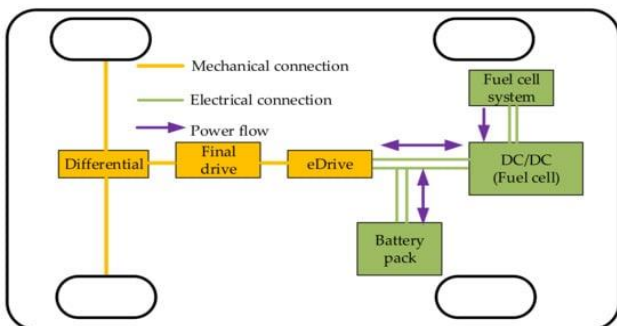 Mechanical connection
Electrical connection
Power flow
Fuel cell
system
Differential
Final
drive
eDrive
DC/DC
(Fuel cell)
Battery
pack